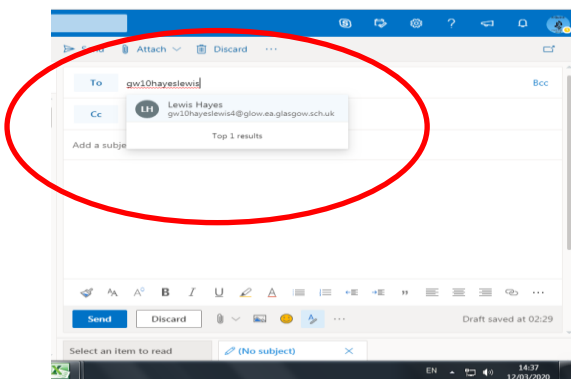 Send Attach Discard ...
To gw10hayeslewis Bcc
LH Lewis Hayes
gw10hayeslewis4@glow.ea.glasgow.sch.uk
Cc
Top 1 results
Add a subje
B I U A
Send Discard ... Draft saved at 02:29
Select an item to read (No subject)
EN 14:37
12/03/2020